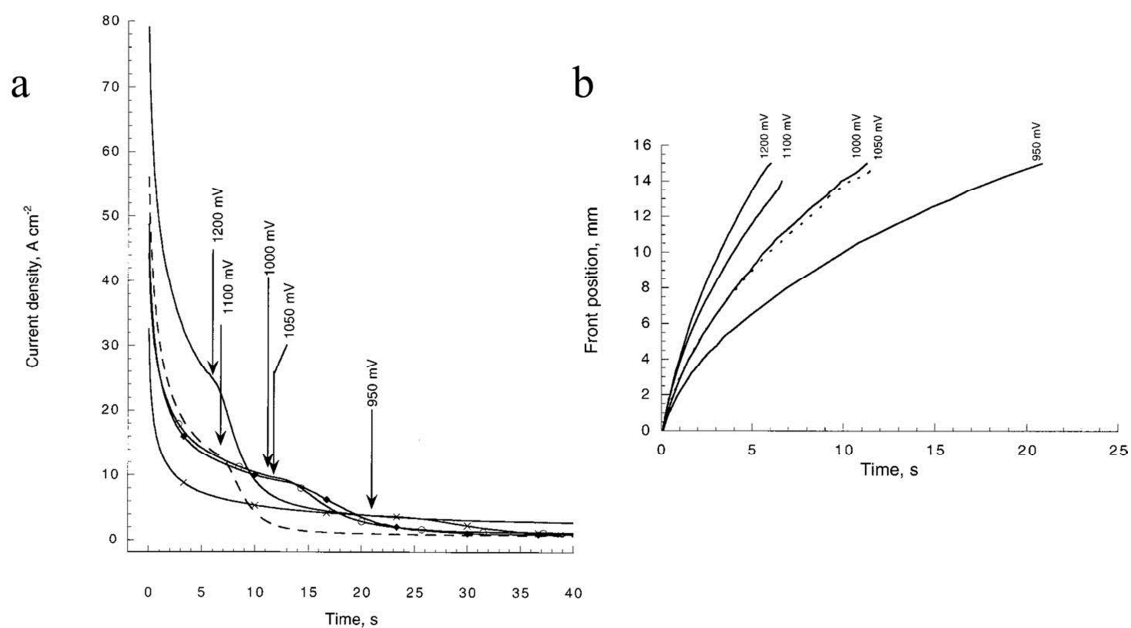 a
Current density, A cm-2
80
70
60
50
40
30
20
10
0
1200 mV
1100 mV
1000 mV
1050 mV
950 mV
0 5 10 15 20 25 30 35 40
Time, s
b
Front position, mm
16
14
12
10
8
6
4
2
0
1200 mV
1100 mV
1000 mV
1050 mV
950 mV
0 5 10 15 20 25
Time, s